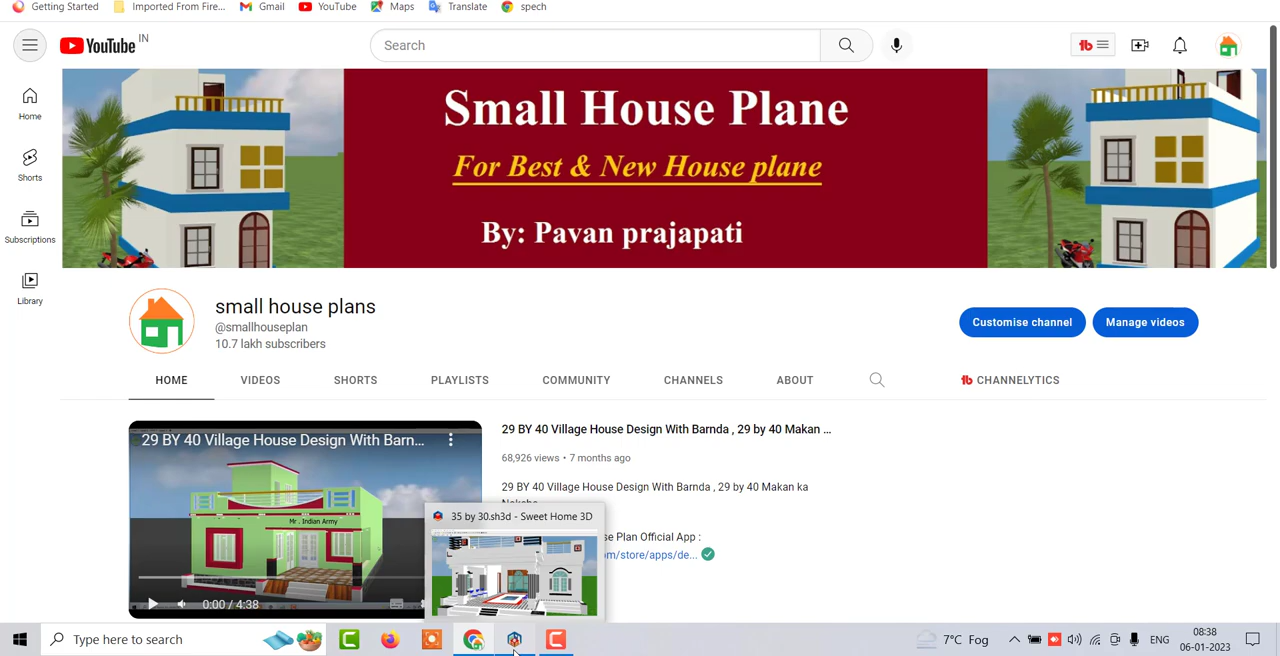 Getting Started Imported From Fire... Gmail YouTube Maps Translate spech
YouTube IN
Search
tb
Small House Plane
For Best & New House plane
By: Pavan prajapati
Home
Shorts
Subscriptions
Library
small house plans
@smallhouseplan
10.7 lakh subscribers
Customise channel
Manage videos
HOME VIDEOS SHORTS PLAYLISTS COMMUNITY CHANNELS ABOUT tb CHANNELYTICS
29 BY 40 Village House Design With Barn...
Mr . Indian Army
0:00 / 4:38
29 BY 40 Village House Design With Barnda , 29 by 40 Makan ...
68,926 views • 7 months ago
29 BY 40 Village House Design With Barnda , 29 by 40 Makan ka
35 by 30.sh3d - Sweet Home 3D
se Plan Official App :
om/store/apps/de...
Type here to search
7°C Fog
ENG
08:38
06-01-2023